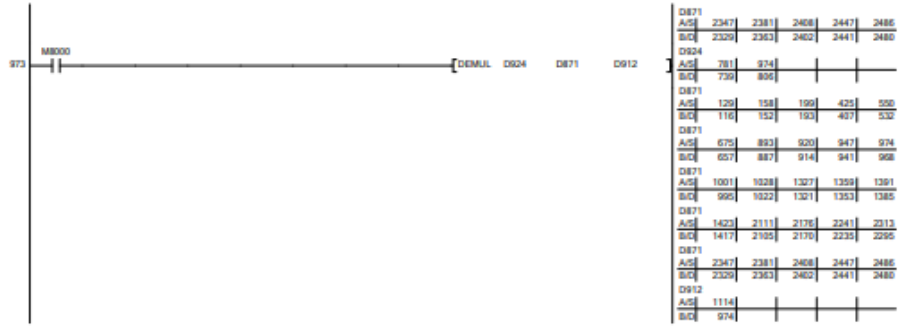 D871
A/S 2347 2381 2408 2447 2486
B/D 2329 2363 2402 2441 2480
M8000
973 [DEMUL D924 D871 D912 ]
D924
A/S 781 974
B/D 739 806
D871
A/S 129 158 199 425 550
B/D 116 152 193 407 532
D871
A/S 675 893 920 947 974
B/D 657 887 914 941 968
D871
A/S 1001 1028 1327 1359 1391
B/D 995 1022 1321 1353 1385
D871
A/S 1423 2111 2176 2241 2313
B/D 1417 2105 2170 2235 2295
D871
A/S 2347 2381 2408 2447 2486
B/D 2329 2363 2402 2441 2480
D912
A/S 1114
B/D 974